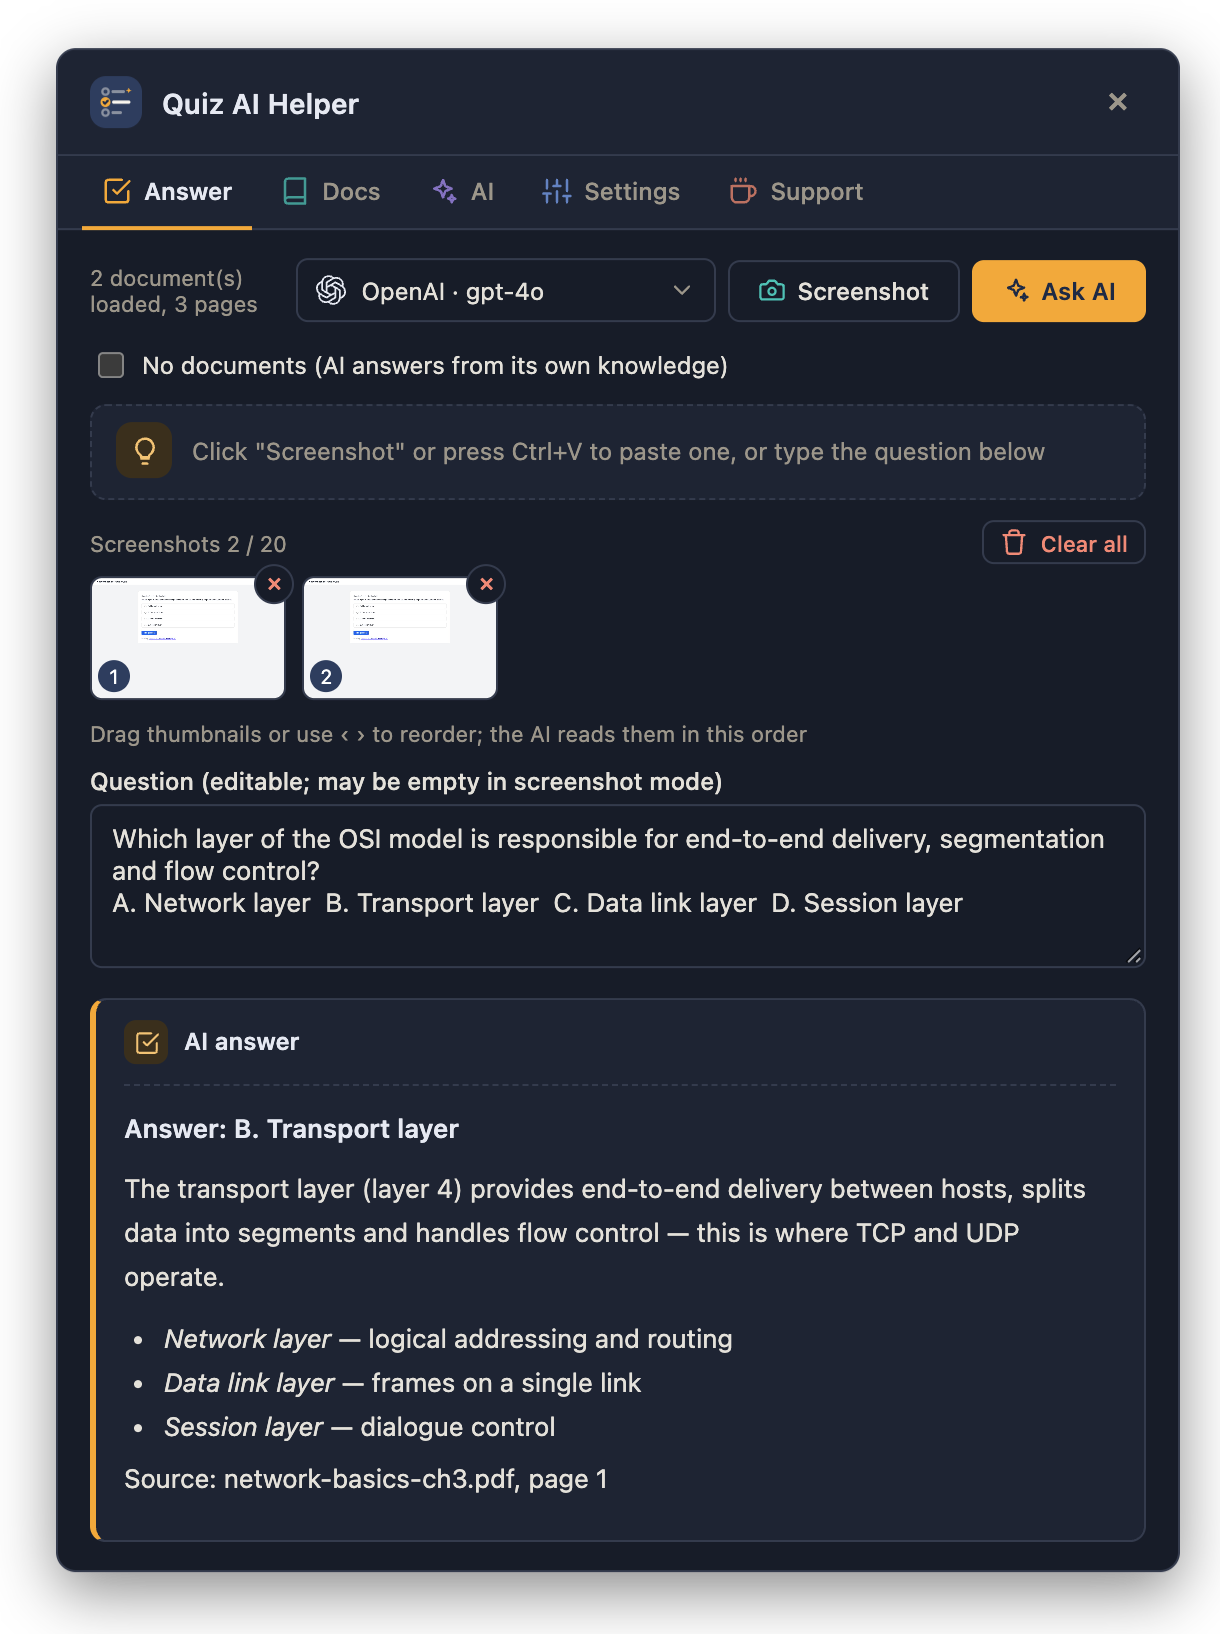 Quiz AI Helper
Answer
Docs
AI
Settings
Support
2 document(s)
loaded, 3 pages
OpenAI · gpt-4o
Screenshot
Ask AI
No documents (AI answers from its own knowledge)
Click "Screenshot" or press Ctrl+V to paste one, or type the question below
Screenshots 2 / 20
Clear all
1
2
Drag thumbnails or use ‹ › to reorder; the AI reads them in this order
Question (editable; may be empty in screenshot mode)
Which layer of the OSI model is responsible for end-to-end delivery, segmentation
and flow control?
A. Network layer  B. Transport layer  C. Data link layer  D. Session layer
AI answer
Answer: B. Transport layer
The transport layer (layer 4) provides end-to-end delivery between hosts, splits
data into segments and handles flow control — this is where TCP and UDP
operate.
• Network layer — logical addressing and routing
• Data link layer — frames on a single link
• Session layer — dialogue control
Source: network-basics-ch3.pdf, page 1